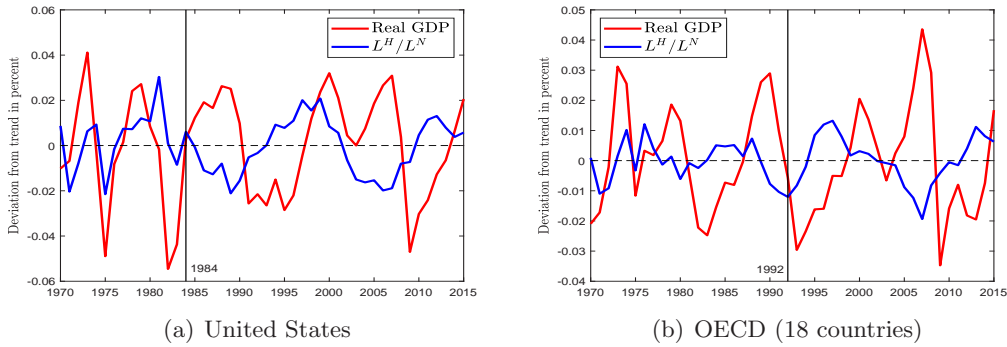 0.06
0.04
0.02
0
-0.02
-0.04
-0.06
Deviation from trend in percent
Real GDP
L^H/L^N
1984
1970 1975 1980 1985 1990 1995 2000 2005 2010 2015
(a) United States
0.05
0.04
0.03
0.02
0.01
0
-0.01
-0.02
-0.03
-0.04
Deviation from trend in percent
Real GDP
L^H/L^N
1992
1970 1975 1980 1985 1990 1995 2000 2005 2010 2015
(b) OECD (18 countries)